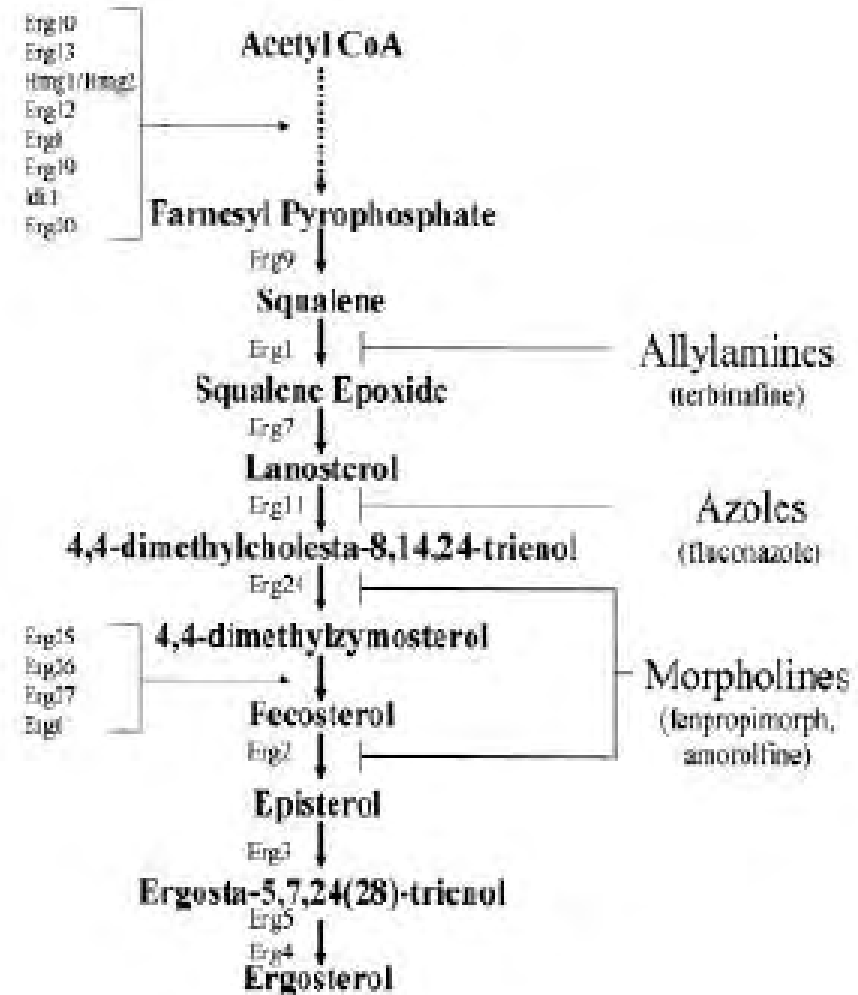 Erg10
Erg13
Hmg1/Hmg2
Erg12
Erg8
Erg19
Idi1
Erg20
Acetyl CoA
Farnesyl Pyrophosphate
Erg9
Squalene
Erg1
Allylamines
(terbinafine)
Squalene Epoxide
Erg7
Lanosterol
Erg11
Azoles
(fluconazole)
4,4-dimethylcholesta-8,14,24-trienol
Erg24
4,4-dimethylzymosterol
Erg25
Erg26
Erg27
Erg6
Morpholines
(fenpropimorph,
amorolfine)
Fecosterol
Erg2
Episterol
Erg3
Ergosta-5,7,24(28)-trienol
Erg5
Erg4
Ergosterol